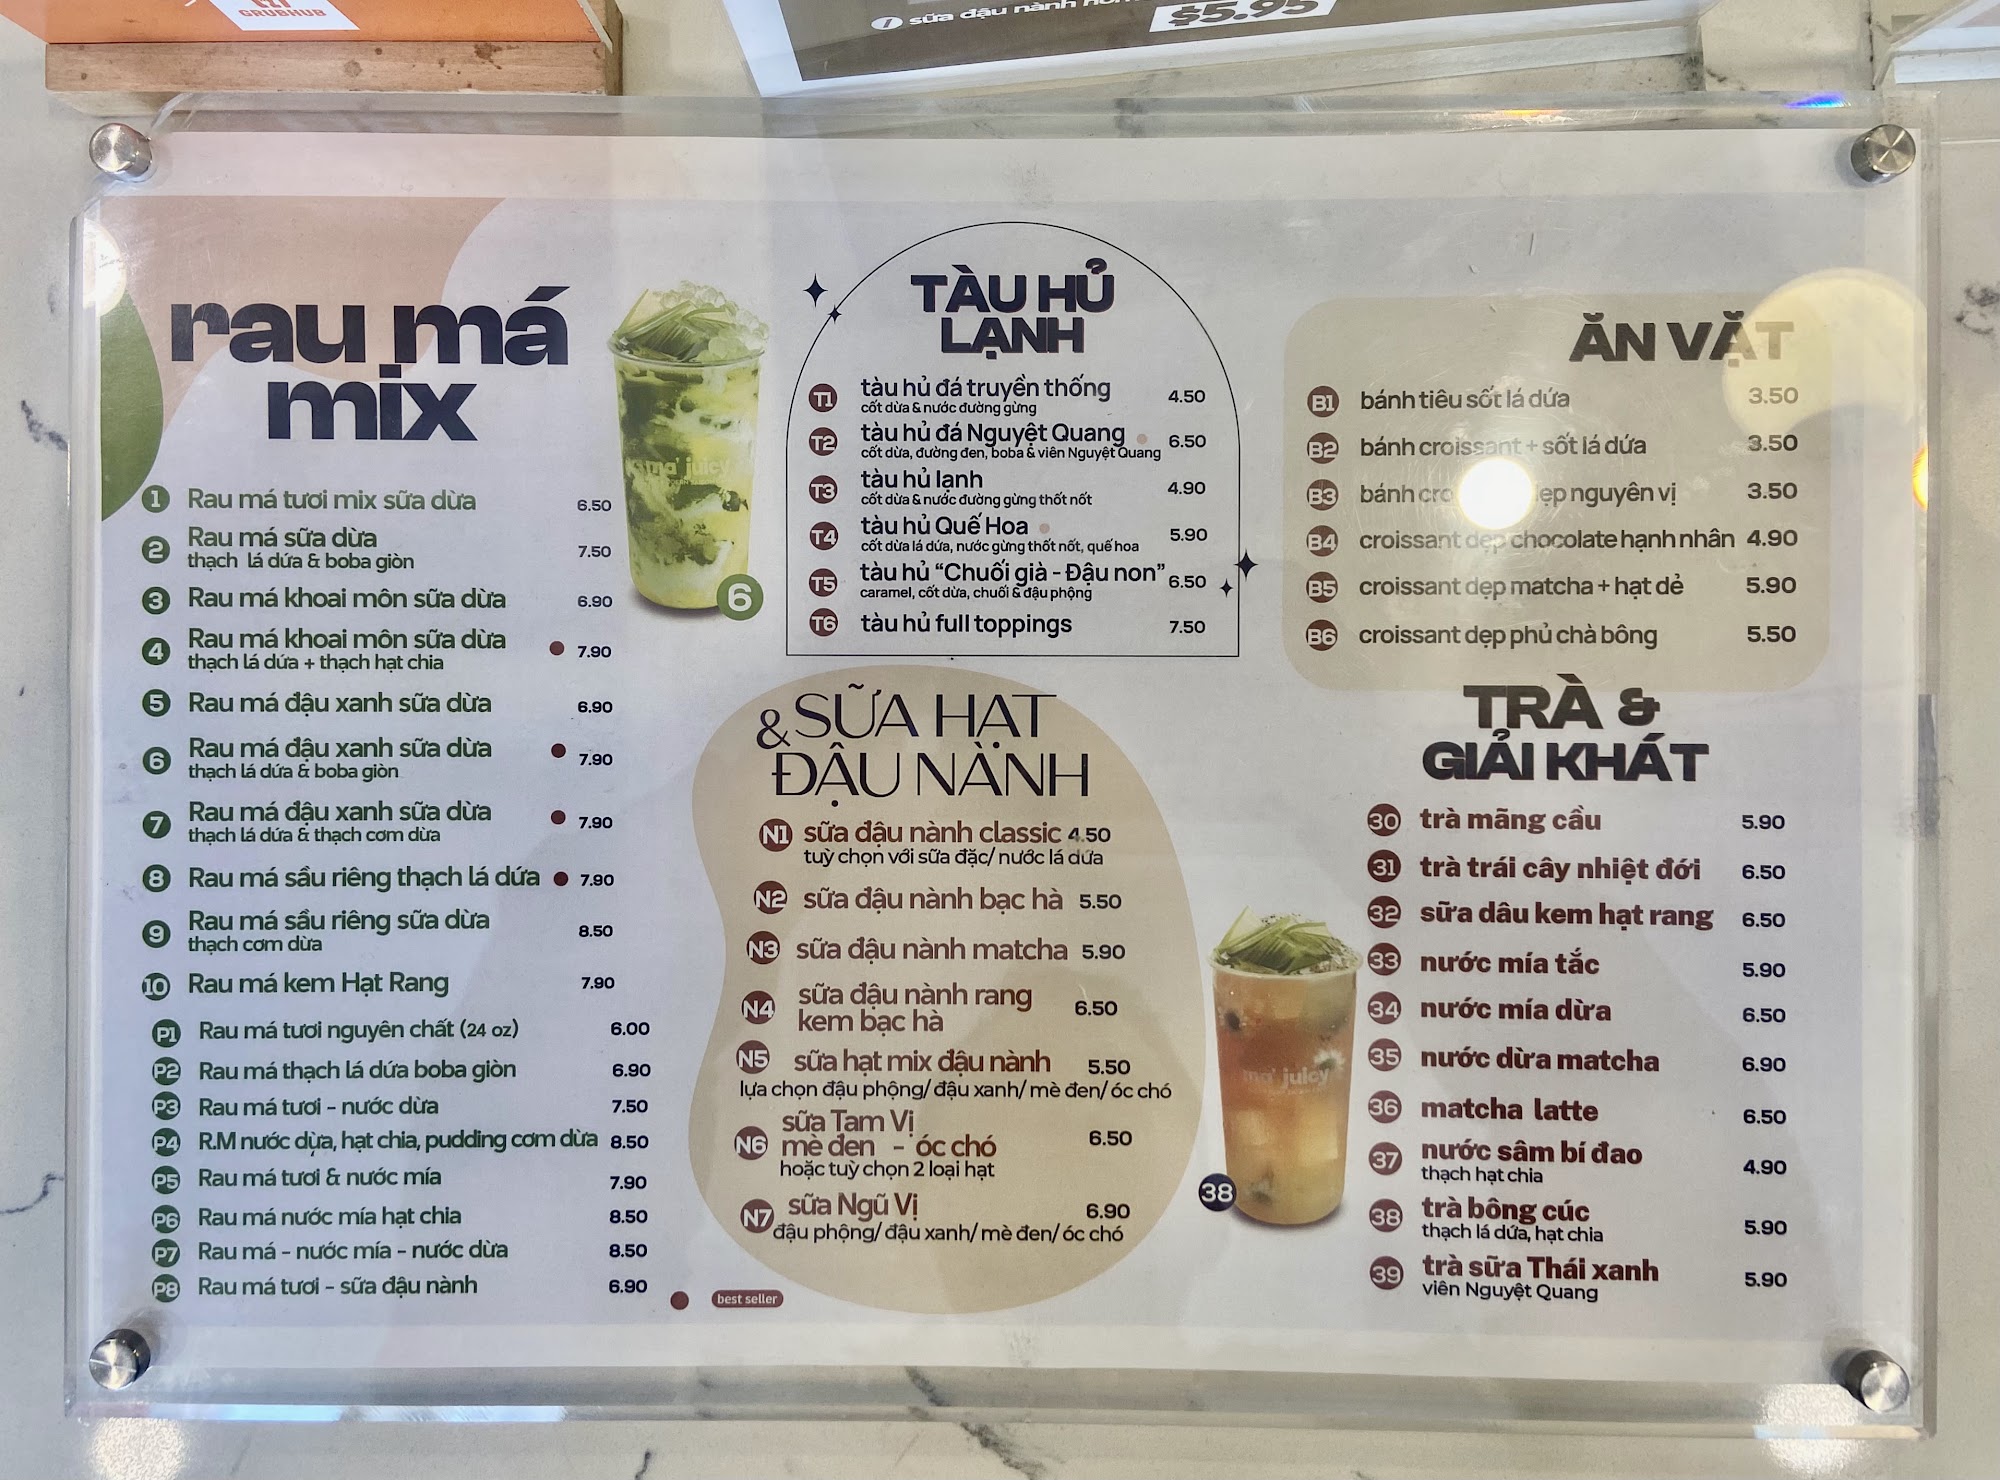 GRUBHUB
sữa đậu nành
$5.95
rau má
mix
1 Rau má tươi mix sữa dừa 6.50
2 Rau má sữa dừa 7.50
thạch lá dứa & boba giòn
3 Rau má khoai môn sữa dừa 6.90
4 Rau má khoai môn sữa dừa 7.90
thạch lá dứa + thạch hạt chia
5 Rau má đậu xanh sữa dừa 6.90
6 Rau má đậu xanh sữa dừa 7.90
thạch lá dứa & boba giòn
7 Rau má đậu xanh sữa dừa 7.90
thạch lá dứa & thạch cơm dừa
8 Rau má sầu riêng thạch lá dứa 7.90
9 Rau má sầu riêng sữa dừa 8.50
thạch cơm dừa
10 Rau má kem Hạt Rang 7.90
P1 Rau má tươi nguyên chất (24 oz) 6.00
P2 Rau má thạch lá dứa boba giòn 6.90
P3 Rau má tươi - nước dừa 7.50
P4 R.M nước dừa, hạt chia, pudding cơm dừa 8.50
P5 Rau má tươi & nước mía 7.90
P6 Rau má nước mía hạt chia 8.50
P7 Rau má - nước mía - nước dừa 8.50
P8 Rau má tươi - sữa đậu nành 6.90
best seller
ma' juicy
6
TÀU HỦ
LẠNH
T1 tàu hủ đá truyền thống 4.50
cốt dừa & nước đường gừng
T2 tàu hủ đá Nguyệt Quang 6.50
cốt dừa, đường đen, boba & viên Nguyệt Quang
T3 tàu hủ lạnh 4.90
cốt dừa & nước đường gừng thốt nốt
T4 tàu hủ Quế Hoa 5.90
cốt dừa lá dứa, nước gừng thốt nốt, quế hoa
T5 tàu hủ “Chuối già - Đậu non” 6.50
caramel, cốt dừa, chuối & đậu phộng
T6 tàu hủ full toppings 7.50
& SỮA HẠT
ĐẬU NÀNH
N1 sữa đậu nành classic 4.50
tuỳ chọn với sữa đặc/ nước lá dứa
N2 sữa đậu nành bạc hà 5.50
N3 sữa đậu nành matcha 5.90
N4 sữa đậu nành rang 6.50
kem bạc hà
N5 sữa hạt mix đậu nành 5.50
lựa chọn đậu phộng/ đậu xanh/ mè đen/ óc chó
sữa Tam Vị
N6 mè đen - óc chó 6.50
hoặc tuỳ chọn 2 loại hạt
N7 sữa Ngũ Vị 6.90
đậu phộng/ đậu xanh/ mè đen/ óc chó
ma' juicy
38
ĂN VẶT
B1 bánh tiêu sốt lá dứa 3.50
B2 bánh croissant + sốt lá dứa 3.50
B3 bánh nguyên vị 3.50
B4 croissant dẹp chocolate hạnh nhân 4.90
B5 croissant dẹp matcha + hạt dẻ 5.90
B6 croissant dẹp phủ chà bông 5.50
TRÀ &
GIẢI KHÁT
30 trà mãng cầu 5.90
31 trà trái cây nhiệt đới 6.50
32 sữa dâu kem hạt rang 6.50
33 nước mía tắc 5.90
34 nước mía dừa 6.50
35 nước dừa matcha 6.90
36 matcha latte 6.50
37 nước sâm bí đao 4.90
thạch hạt chia
38 trà bông cúc 5.90
thạch lá dứa, hạt chia
39 trà sữa Thái xanh 5.90
viên Nguyệt Quang